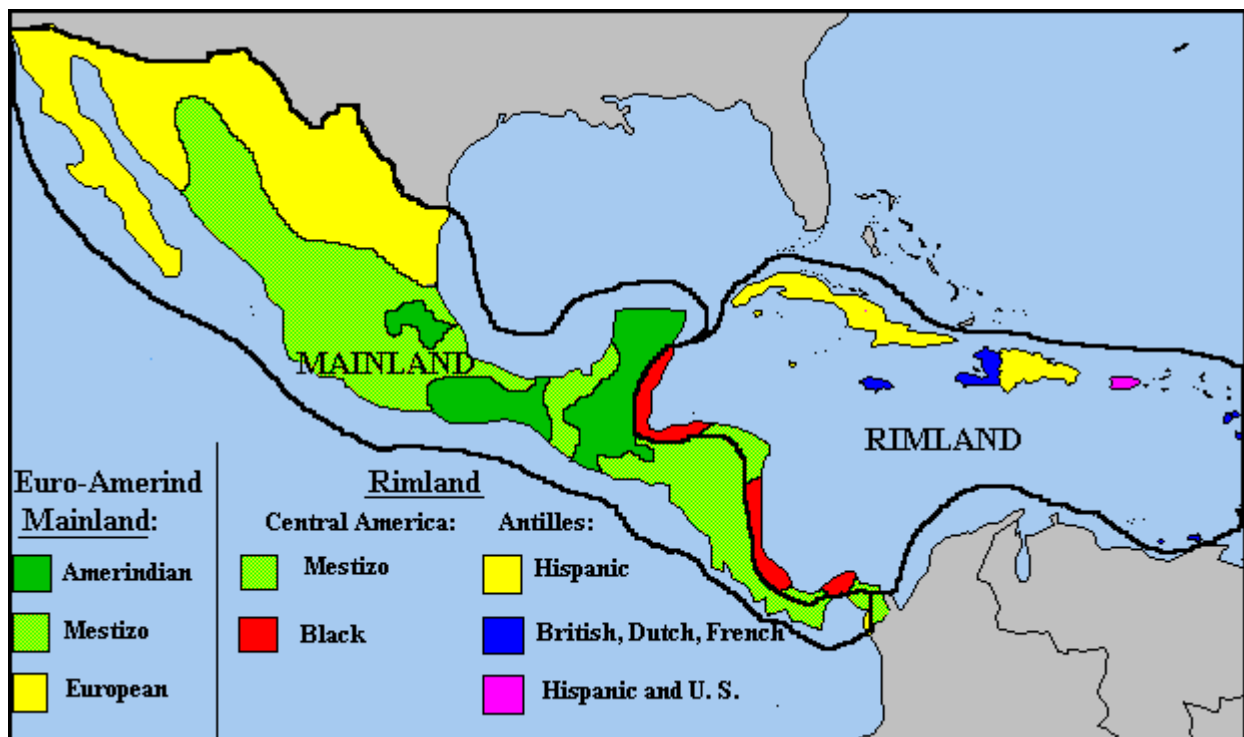 MAINLAND
RIMLAND
Euro-Amerind
Mainland:
Amerindian
Mestizo
European
Rimland
Central America:
Mestizo
Black
Antilles:
Hispanic
British, Dutch, French
Hispanic and U. S.